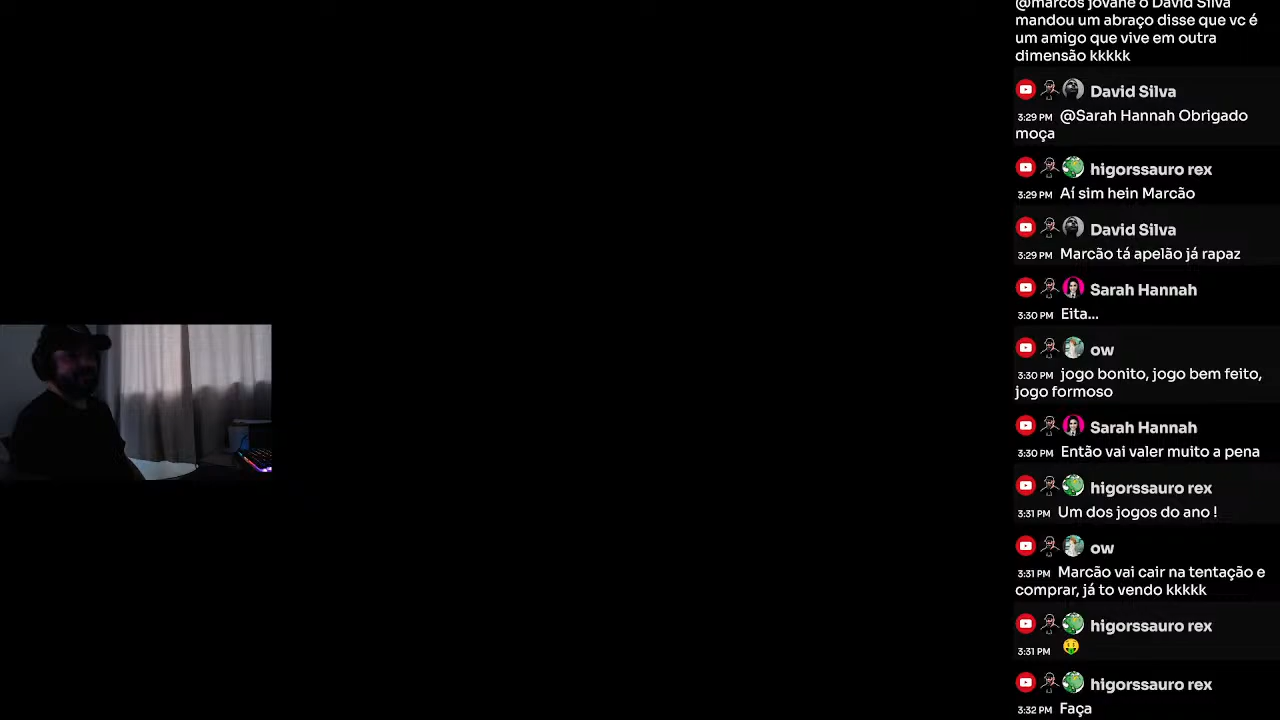 @marcos jovane o David Silva
mandou um abraço disse que vc é
um amigo que vive em outra
dimensão kkkkk
David Silva
3:29 PM @Sarah Hannah Obrigado
moça
higorssauro rex
3:29 PM Aí sim hein Marcão
David Silva
3:29 PM Marcão tá apelão já rapaz
Sarah Hannah
3:30 PM Eita...
ow
3:30 PM jogo bonito, jogo bem feito,
jogo formoso
Sarah Hannah
3:30 PM Então vai valer muito a pena
higorssauro rex
3:31 PM Um dos jogos do ano !
ow
3:31 PM Marcão vai cair na tentação e
comprar, já to vendo kkkkk
higorssauro rex
3:31 PM 🤑
higorssauro rex
3:32 PM Faça